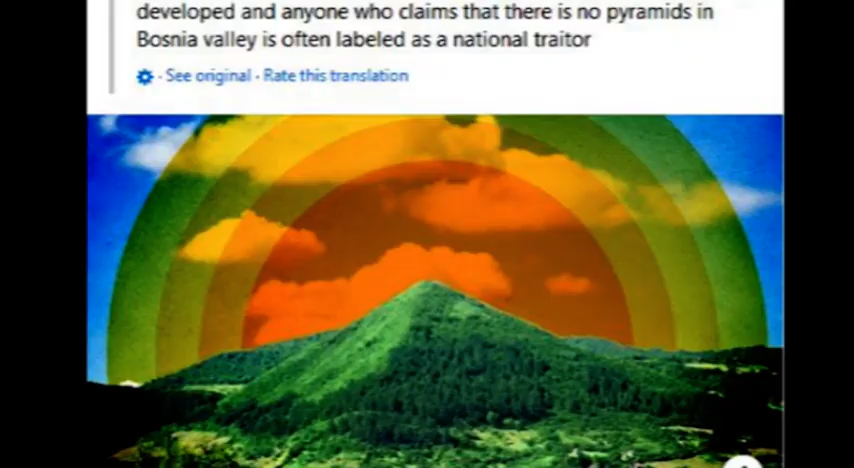 developed and anyone who claims that there is no pyramids in
Bosnia valley is often labeled as a national traitor
· See original · Rate this translation